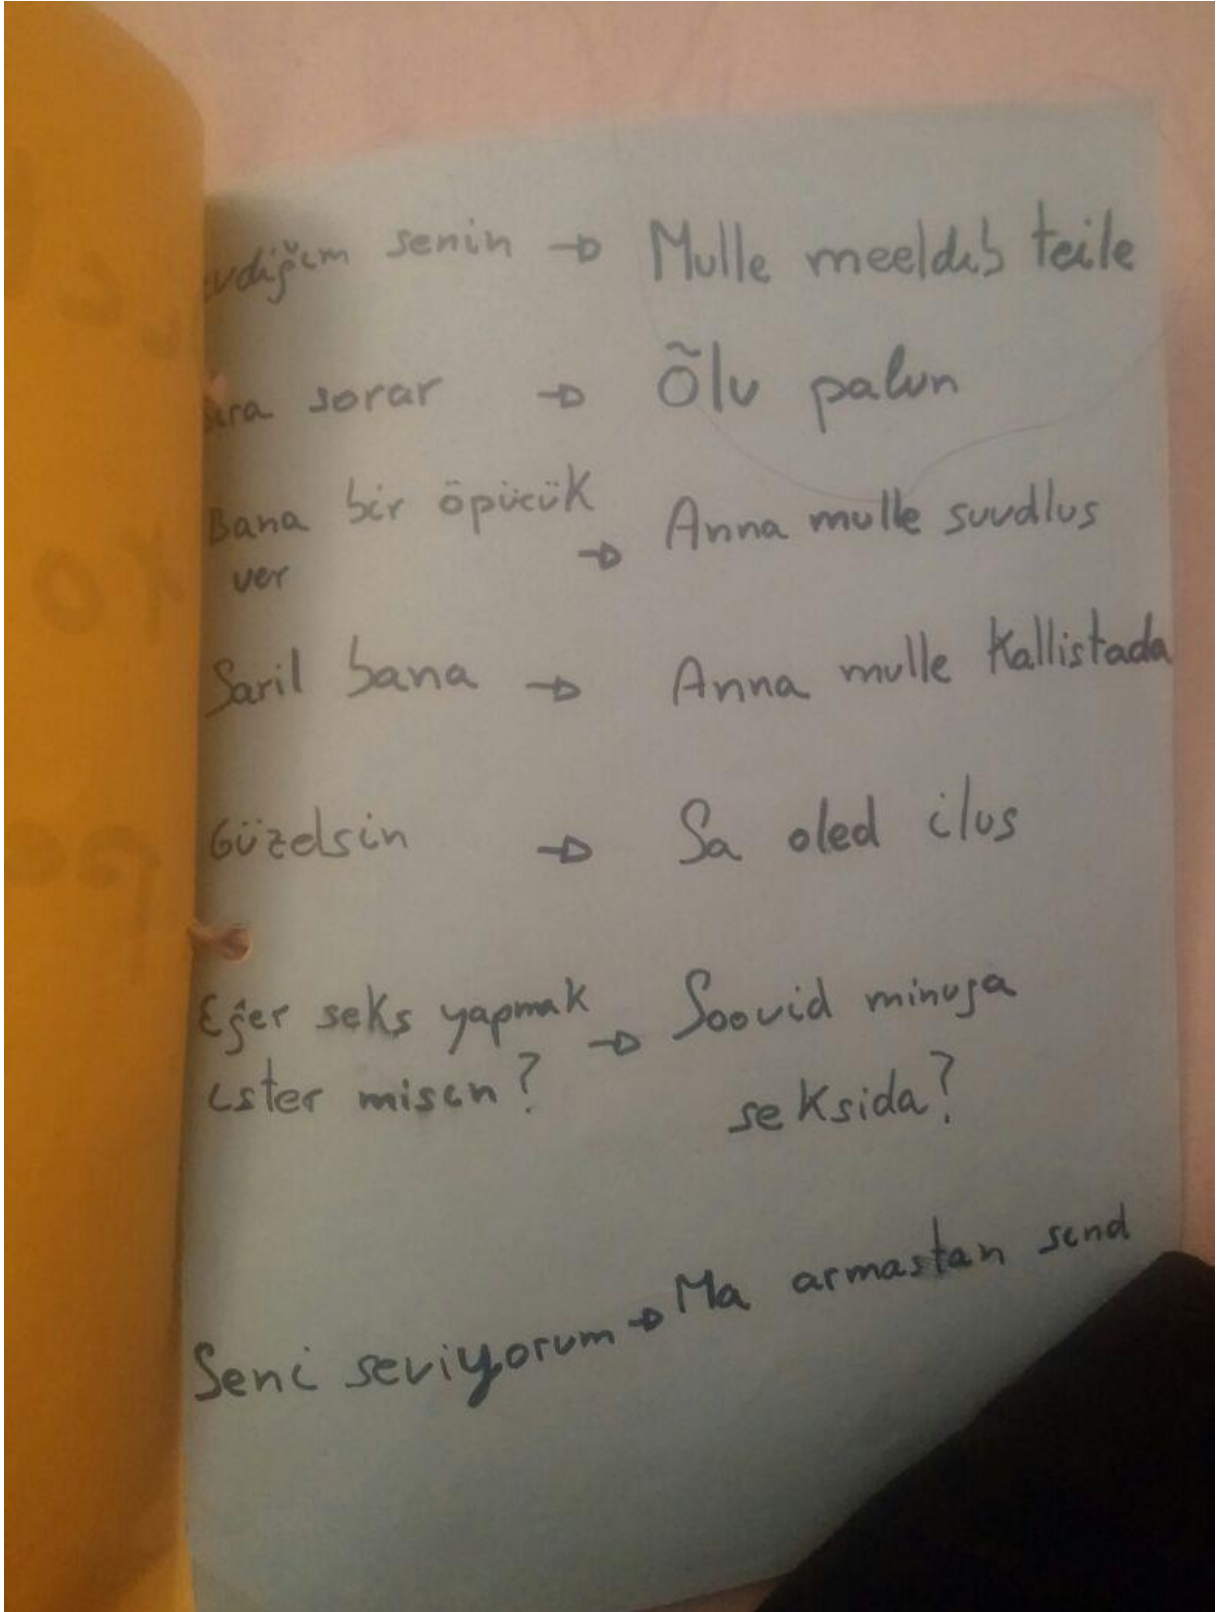 senin → Mulle meeldib teile
sorar → Õlu palun
Bana bir öpücük
ver → Anna mulle suudlus
Saril bana → Anna mulle Kallistada
Güzelsin → Sa oled ilus
Eğer seks yapmak → Soovid minuga
ister misin? seksida?
Seni seviyorum → Ma armastan sind